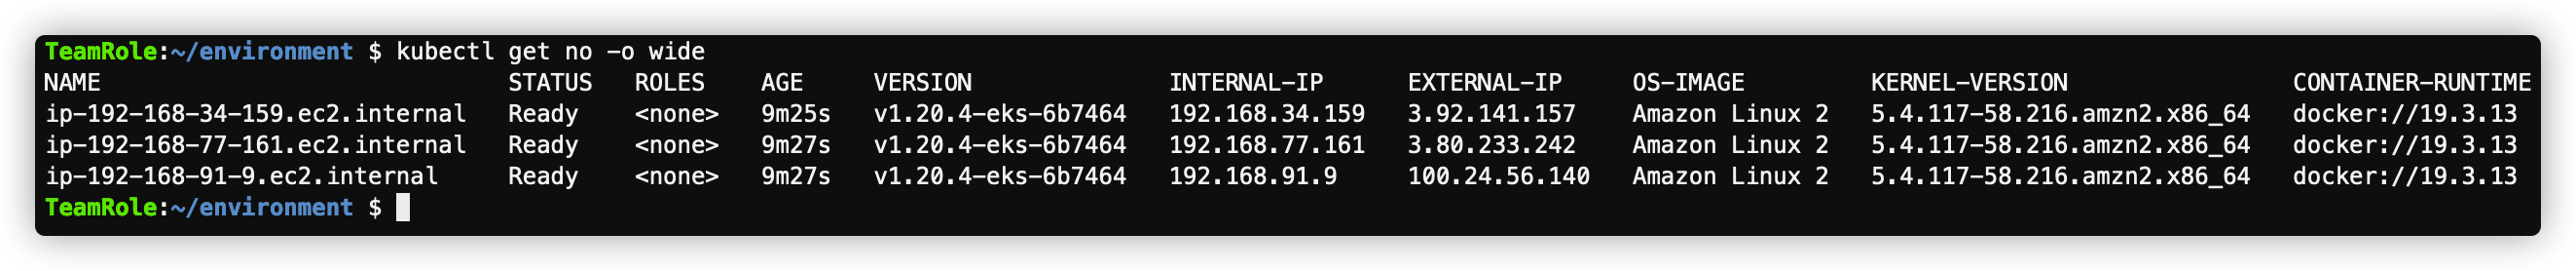 TeamRole:~/environment $ kubectl get no -o wide
NAME                             STATUS   ROLES    AGE     VERSION              INTERNAL-IP      EXTERNAL-IP     OS-IMAGE         KERNEL-VERSION                CONTAINER-RUNTIME
ip-192-168-34-159.ec2.internal   Ready    <none>   9m25s   v1.20.4-eks-6b7464   192.168.34.159   3.92.141.157    Amazon Linux 2   5.4.117-58.216.amzn2.x86_64   docker://19.3.13
ip-192-168-77-161.ec2.internal   Ready    <none>   9m27s   v1.20.4-eks-6b7464   192.168.77.161   3.80.233.242    Amazon Linux 2   5.4.117-58.216.amzn2.x86_64   docker://19.3.13
ip-192-168-91-9.ec2.internal     Ready    <none>   9m27s   v1.20.4-eks-6b7464   192.168.91.9     100.24.56.140   Amazon Linux 2   5.4.117-58.216.amzn2.x86_64   docker://19.3.13
TeamRole:~/environment $